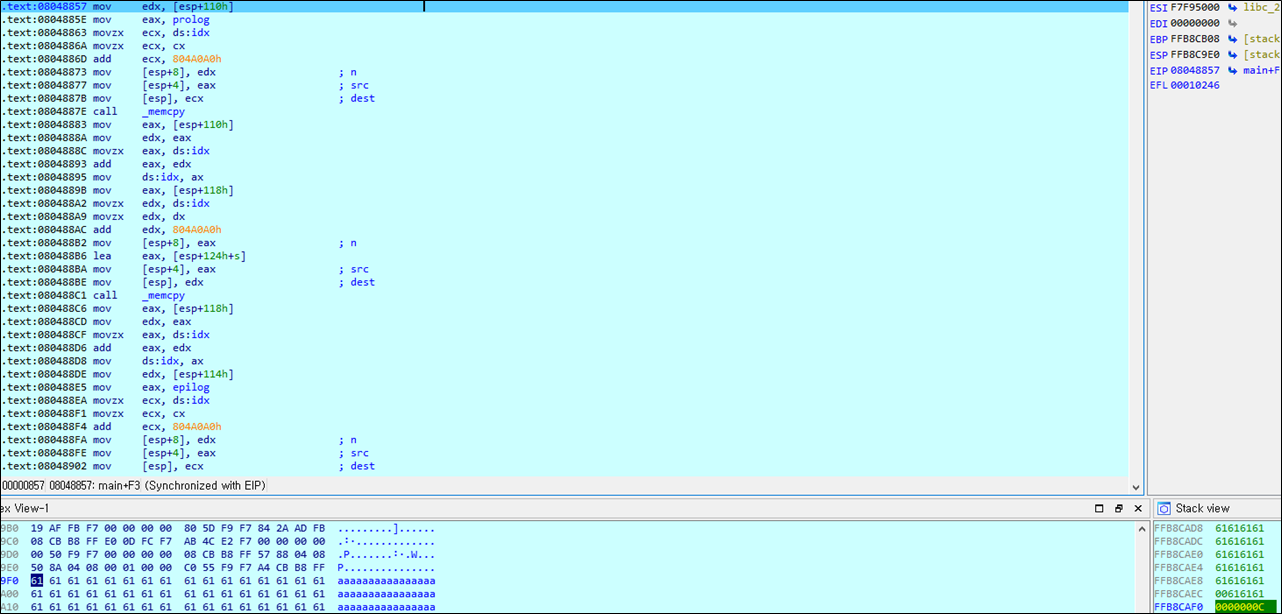 .text:08048857 mov edx, [esp+110h]
.text:0804885E mov eax, prolog
.text:08048863 movzx ecx, ds:idx
.text:0804886A movzx ecx, cx
.text:0804886D add ecx, 804A0A0h
.text:08048873 mov [esp+8], edx ; n
.text:08048877 mov [esp+4], eax ; src
.text:0804887B mov [esp], ecx ; dest
.text:0804887E call _memcpy
.text:08048883 mov eax, [esp+110h]
.text:0804888A mov edx, eax
.text:0804888C movzx eax, ds:idx
.text:08048893 add eax, edx
.text:08048895 mov ds:idx, ax
.text:0804889B mov eax, [esp+118h]
.text:080488A2 movzx edx, ds:idx
.text:080488A9 movzx edx, dx
.text:080488AC add edx, 804A0A0h
.text:080488B2 mov [esp+8], eax ; n
.text:080488B6 lea eax, [esp+124h+s]
.text:080488BA mov [esp+4], eax ; src
.text:080488BE mov [esp], edx ; dest
.text:080488C1 call _memcpy
.text:080488C6 mov eax, [esp+118h]
.text:080488CD mov edx, eax
.text:080488CF movzx eax, ds:idx
.text:080488D6 add eax, edx
.text:080488D8 mov ds:idx, ax
.text:080488DE mov edx, [esp+114h]
.text:080488E5 mov eax, epilog
.text:080488EA movzx ecx, ds:idx
.text:080488F1 movzx ecx, cx
.text:080488F4 add ecx, 804A0A0h
.text:080488FA mov [esp+8], edx ; n
.text:080488FE mov [esp+4], eax ; src
.text:08048902 mov [esp], ecx ; dest
00000857 08048857: main+F3 (Synchronized with EIP)
ESI F7F95000 libc_2
EDI 00000000
EBP FFB8CB08 [stack
ESP FFB8C9E0 [stack
EIP 08048857 main+F
EFL 00010246
ex View-1
9B0 19 AF FB F7 00 00 00 00 80 5D F9 F7 84 2A AD FB .........]......
9C0 08 CB B8 FF E0 0D FC F7 AB 4C E2 F7 00 00 00 00
9D0 00 50 F9 F7 00 00 00 00 08 CB B8 FF 57 88 04 08
9E0 50 8A 04 08 00 01 00 00 C0 55 F9 F7 A4 CB B8 FF P...............
9F0 61 61 61 61 61 61 61 61 61 61 61 61 61 61 61 61 aaaaaaaaaaaaaaaa
A00 61 61 61 61 61 61 61 61 61 61 61 61 61 61 61 61 aaaaaaaaaaaaaaaa
A10 61 61 61 61 61 61 61 61 61 61 61 61 61 61 61 61 aaaaaaaaaaaaaaaa
Stack view
FFB8CAD8 61616161
FFB8CADC 61616161
FFB8CAE0 61616161
FFB8CAE4 61616161
FFB8CAE8 61616161
FFB8CAEC 00616161
FFB8CAF0 0000000C